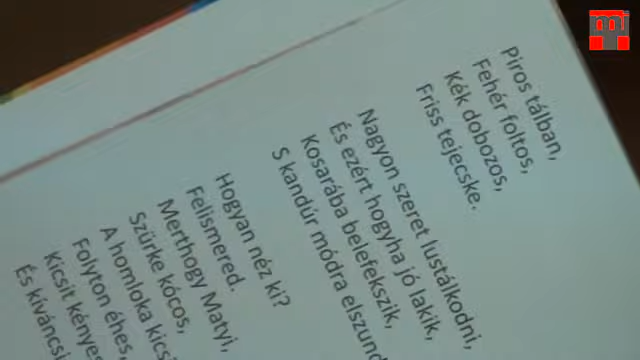 Piros tálban,
Fehér foltos,
Kék dobozos,
Friss tejecske.
Nagyon szeret lustálkodni,
És ezért hogyha jó lakik,
Kosarába belefekszik,
S kandúr módra
Hogyan néz ki?
Felismered.
Merthogy Matyi,
Szürke kócos,
A homloka
Folyton éhes,
Kicsit
És
mi